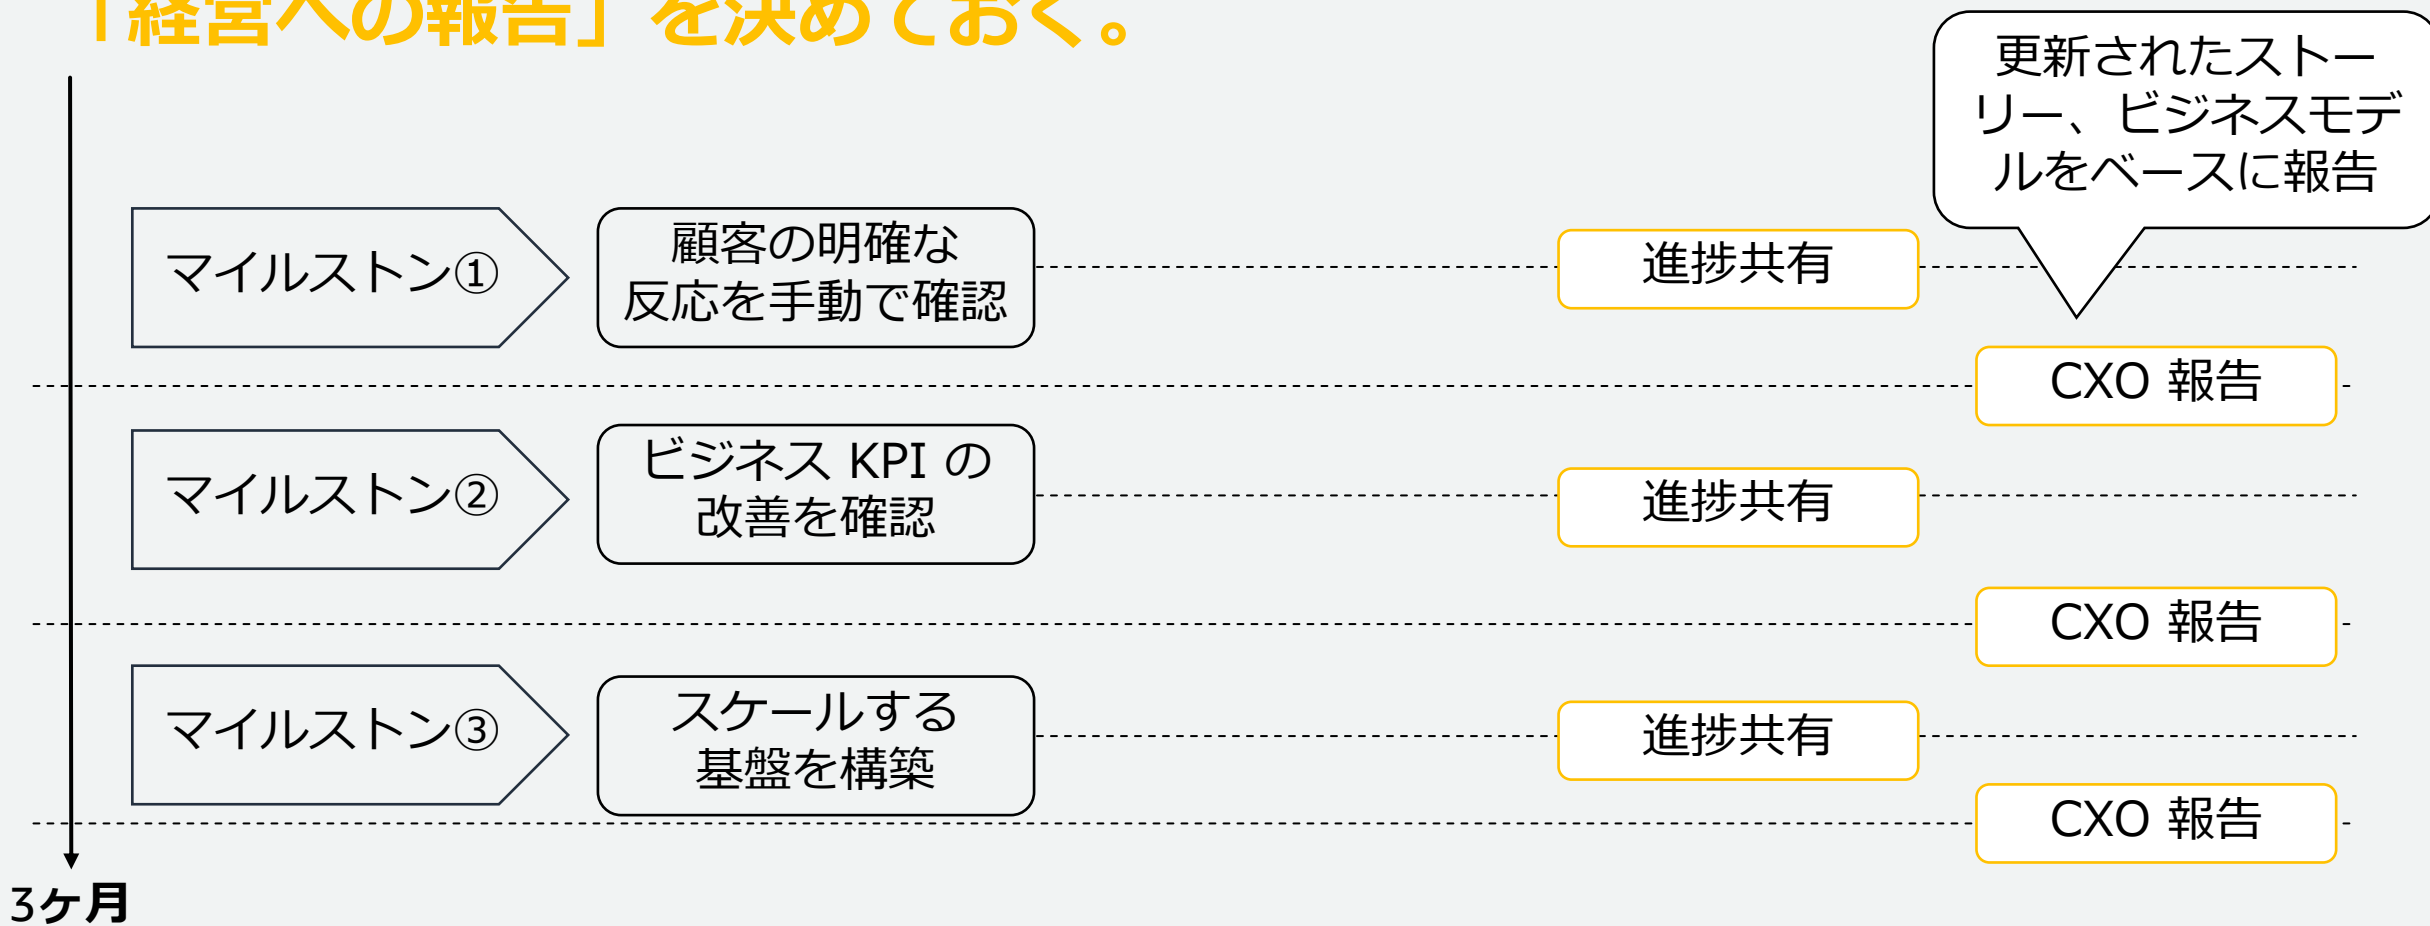 「経営への報告」を決めておく。
更新されたストー
リー、ビジネスモデ
ルをベースに報告
マイルストン①
顧客の明確な
反応を手動で確認
進捗共有
CXO 報告
マイルストン②
ビジネス KPI の
改善を確認
進捗共有
CXO 報告
マイルストン③
スケールする
基盤を構築
進捗共有
CXO 報告
3ケ月